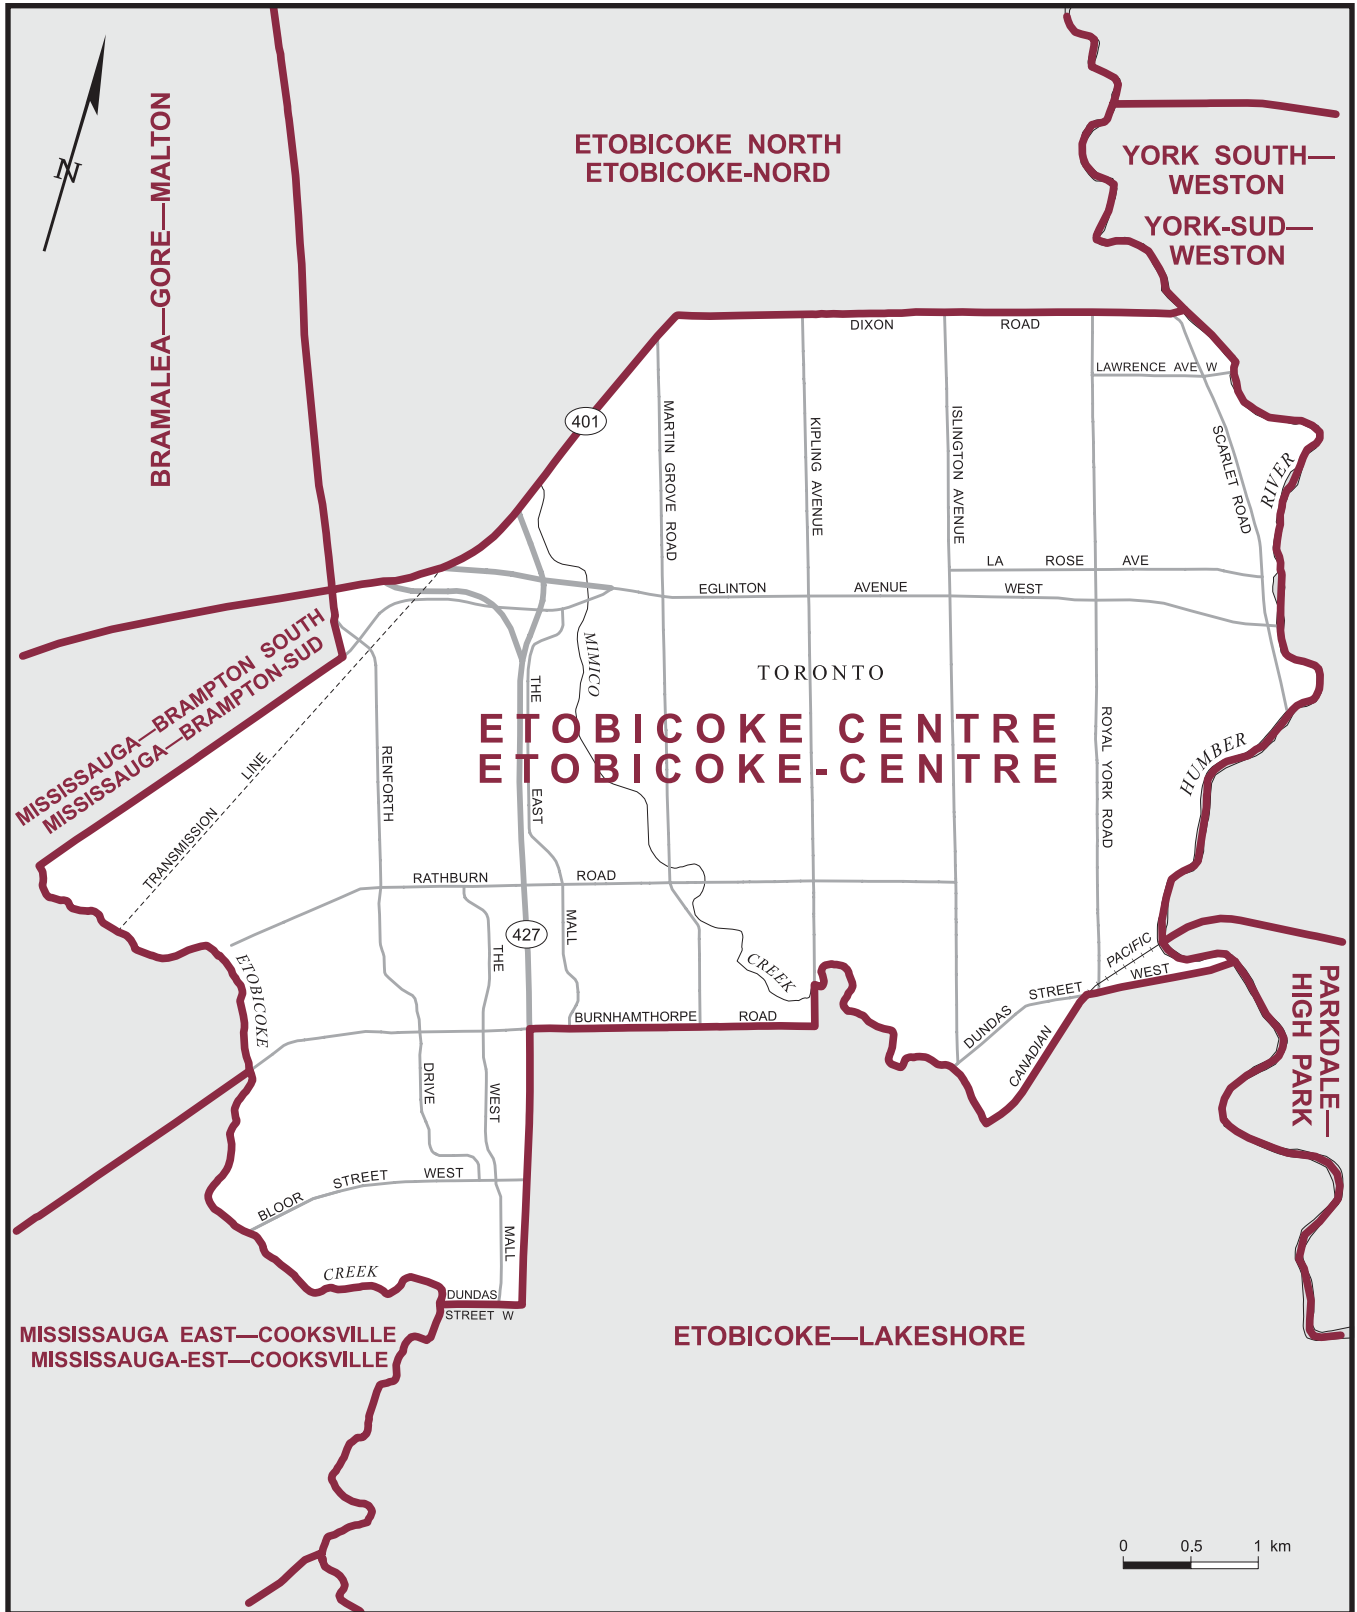 N
BRAMALEA—GORE—MALTON
ETOBICOKE NORTH
ETOBICOKE-NORD
YORK SOUTH—
WESTON
YORK-SUD—
WESTON
DIXON ROAD
LAWRENCE AVE W
401
MARTIN GROVE ROAD
KIPLING AVENUE
ISLINGTON AVENUE
SCARLET ROAD
RIVER
LA ROSE AVE
EGLINTON AVENUE WEST
MISSISSAUGA—BRAMPTON SOUTH
MISSISSAUGA—BRAMPTON-SUD
MIMICO
TORONTO
THE
ETOBICOKE CENTRE
ETOBICOKE-CENTRE
ROYAL YORK ROAD
HUMBER
TRANSMISSION LINE
RENFORTH
EAST
RATHBURN ROAD
MALL
427
THE
ETOBICOKE
CREEK
PACIFIC
WEST
STREET
DUNDAS
CANADIAN
PARKDALE—
HIGH PARK
BURNHAMTHORPE ROAD
DRIVE
WEST
BLOOR STREET WEST
MALL
CREEK
DUNDAS
STREET W
MISSISSAUGA EAST—COOKSVILLE
MISSISSAUGA-EST—COOKSVILLE
ETOBICOKE—LAKESHORE
0 0.5 1 km